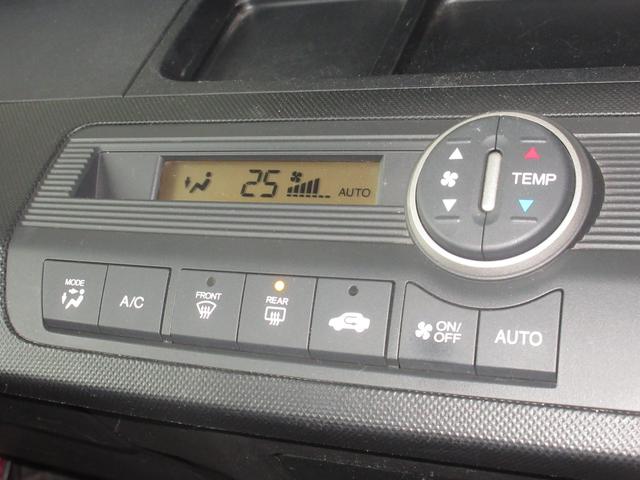 25 AUTO
TEMP
MODE
A/C
FRONT
REAR
ON/
OFF
AUTO